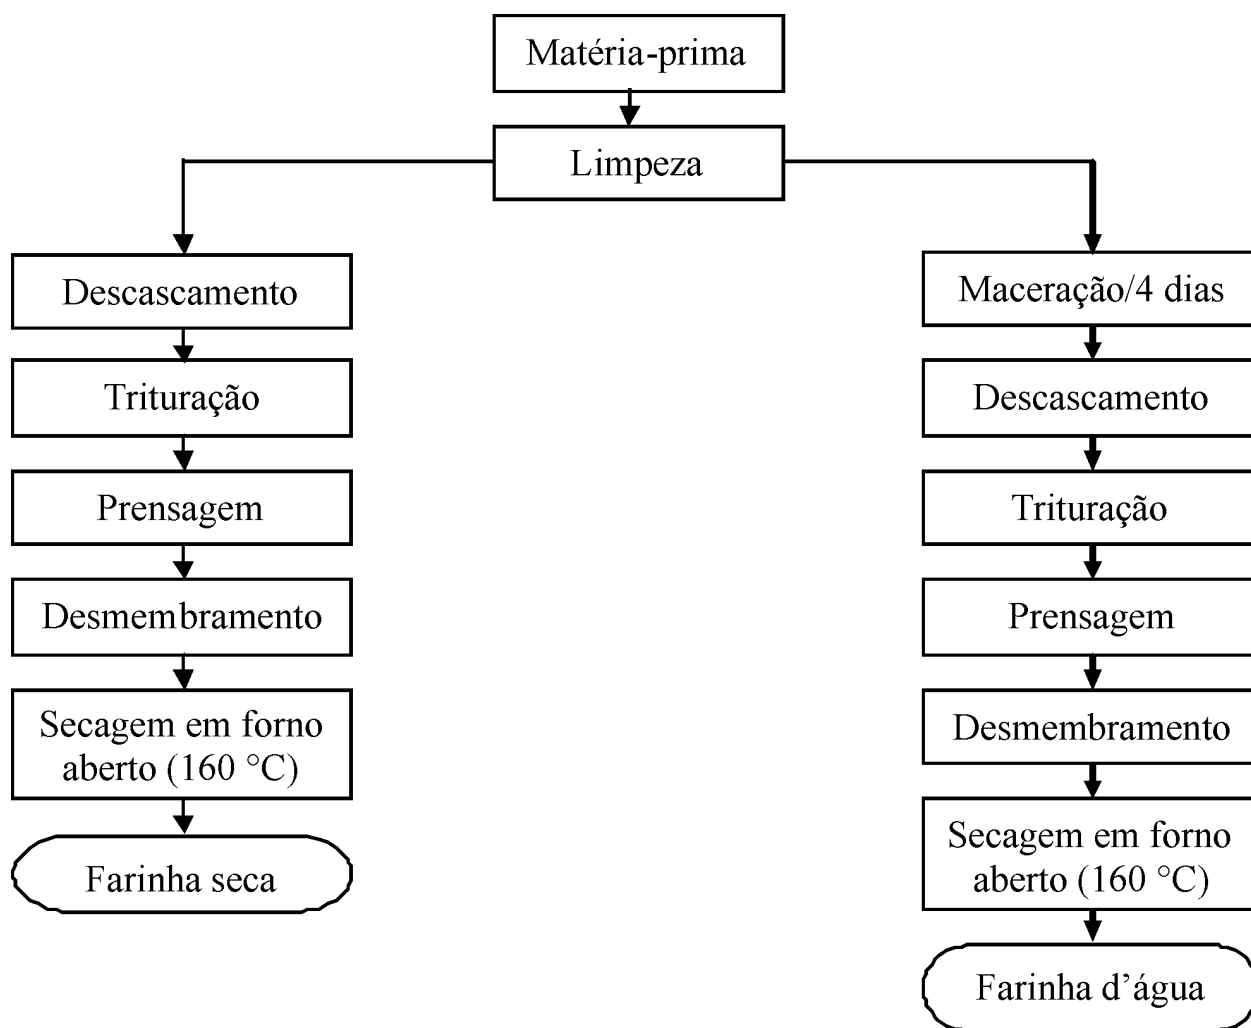 Matéria-prima
Limpeza
Descascamento
Trituração
Prensagem
Desmembramento
Secagem em forno
aberto (160 °C)
Farinha seca
Maceração/4 dias
Descascamento
Trituração
Prensagem
Desmembramento
Secagem em forno
aberto (160 °C)
Farinha d’água